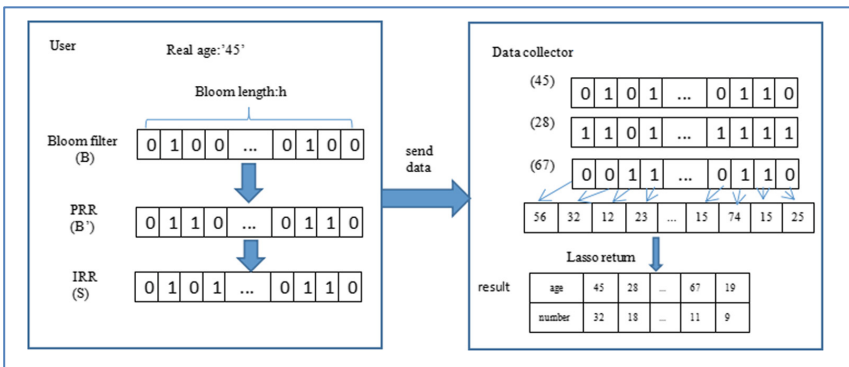 User
Real age:'45'
Bloom length:h
Bloom filter
(B)
0 1 0 0 ... 0 1 0 0
PRR
(B')
0 1 1 0 ... 0 1 1 0
IRR
(S)
0 1 0 1 ... 0 1 1 0
send
data
Data collector
(45) 0 1 0 1 ... 0 1 1 0
(28) 1 1 0 1 ... 1 1 1 1
(67) 0 0 1 1 ... 0 1 1 0
56 32 12 23 ... 15 74 15 25
Lasso return
result
age 45 28 ... 67 19
number 32 18 ... 11 9